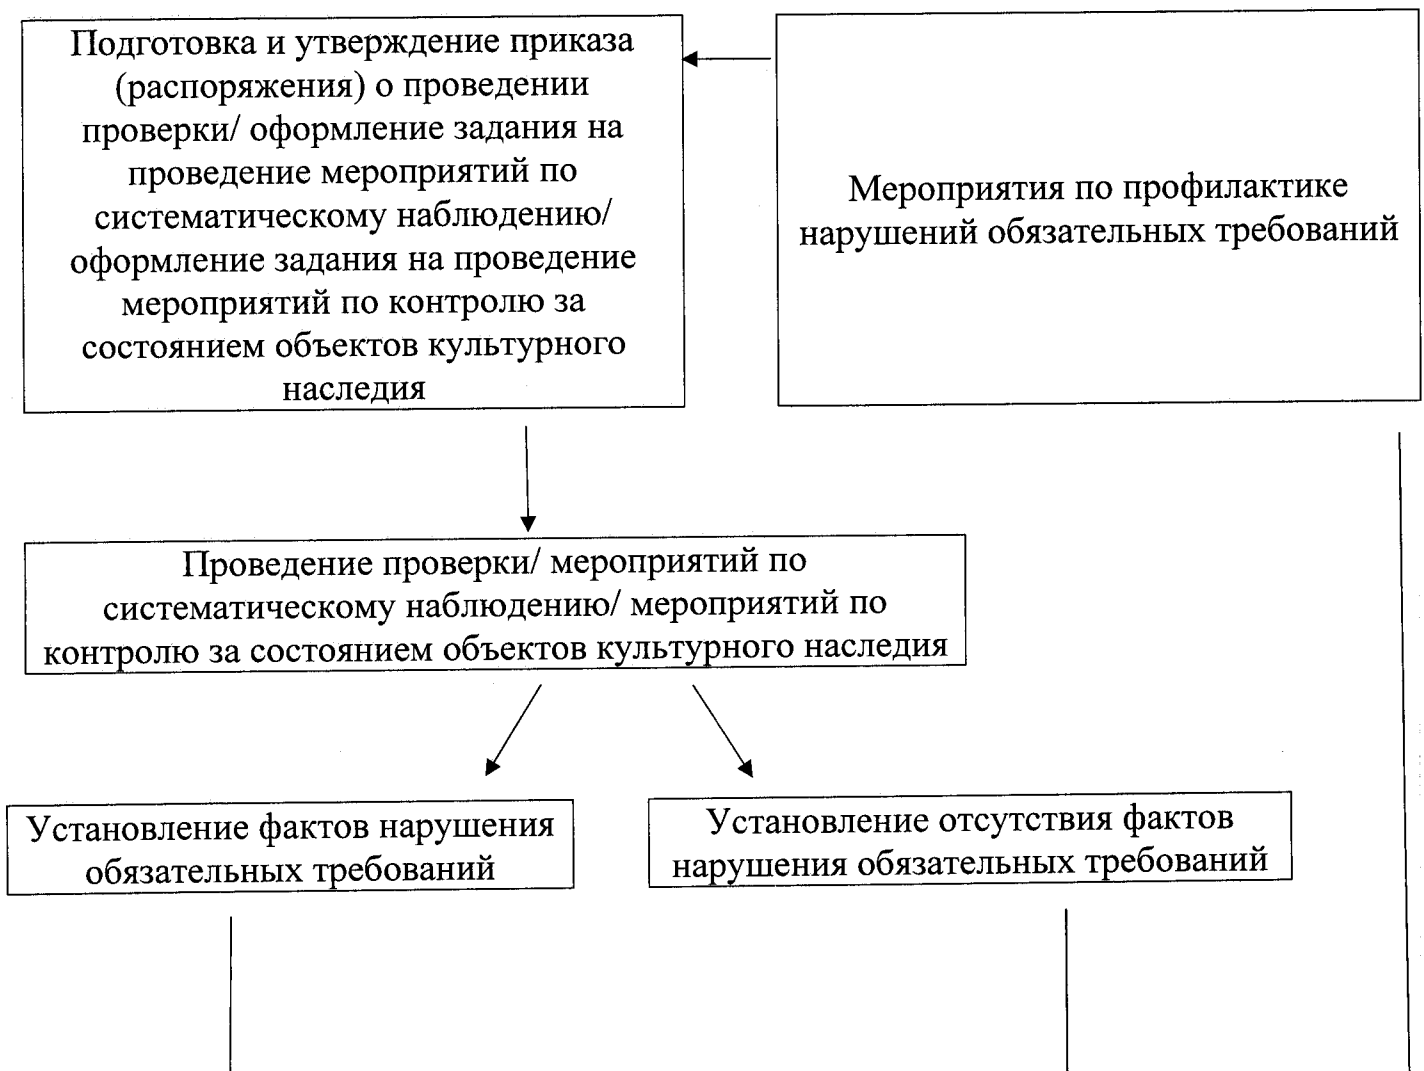 Подготовка и утверждение приказа
(распоряжения) о проведении
проверки/ оформление задания на
проведение мероприятий по
систематическому наблюдению/
оформление задания на проведение
мероприятий по контролю за
состоянием объектов культурного
наследия
Мероприятия по профилактике
нарушений обязательных требований
Проведение проверки/ мероприятий по
систематическому наблюдению/ мероприятий по
контролю за состоянием объектов культурного наследия
Установление фактов нарушения
обязательных требований
Установление отсутствия фактов
нарушения обязательных требований